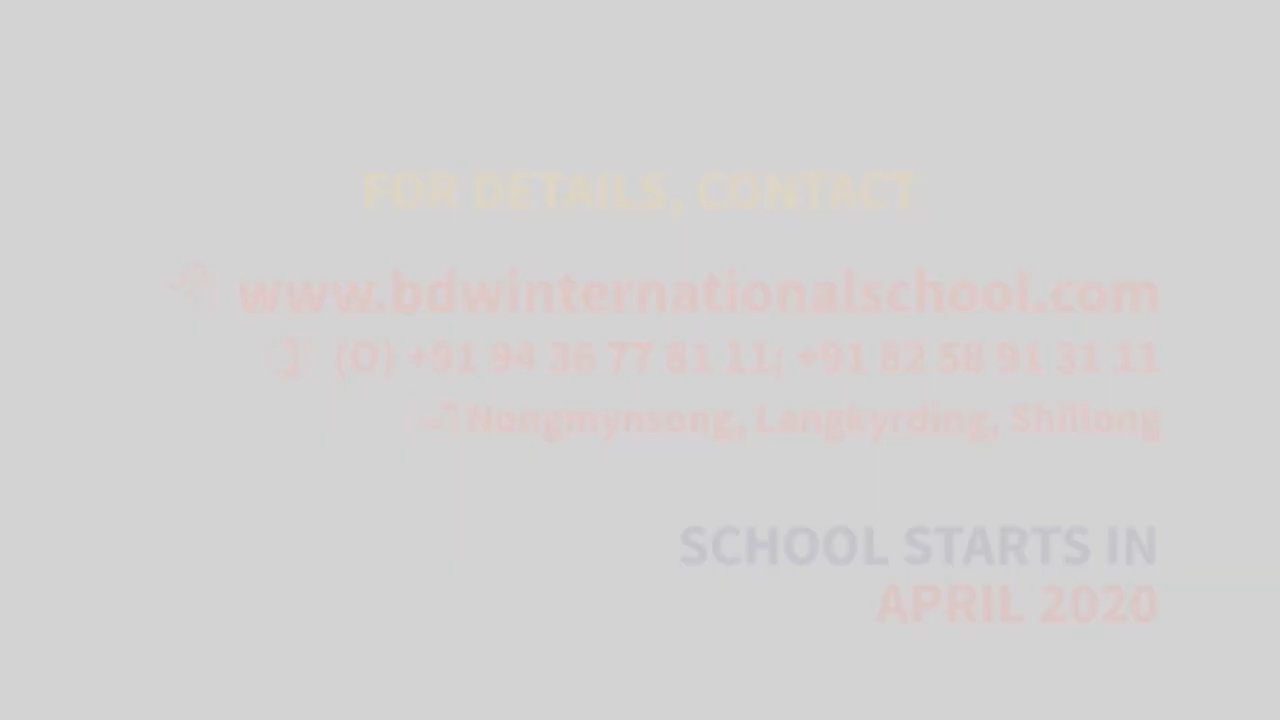 FOR DETAILS, CONTACT
www.bdwinternationalschool.com
(O) +91 94 36 77 81 11; +91 82 58 91 31 11
Nongmynsong, Langkyrding, Shillong
SCHOOL STARTS IN
APRIL 2020